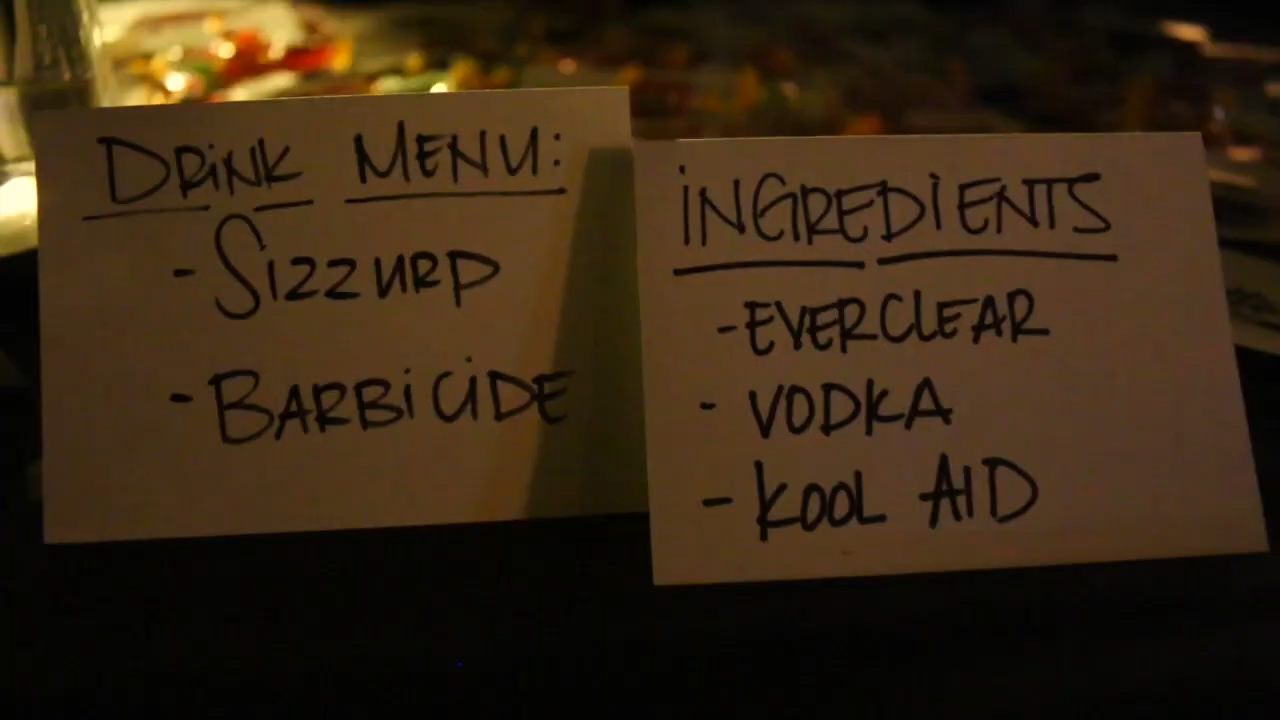 DRiNK MENU:
- SIZZURP
- BARBiCiDE
iNGREDiENTS
- EVERCLEAR
- VODKA
- KOOL AID